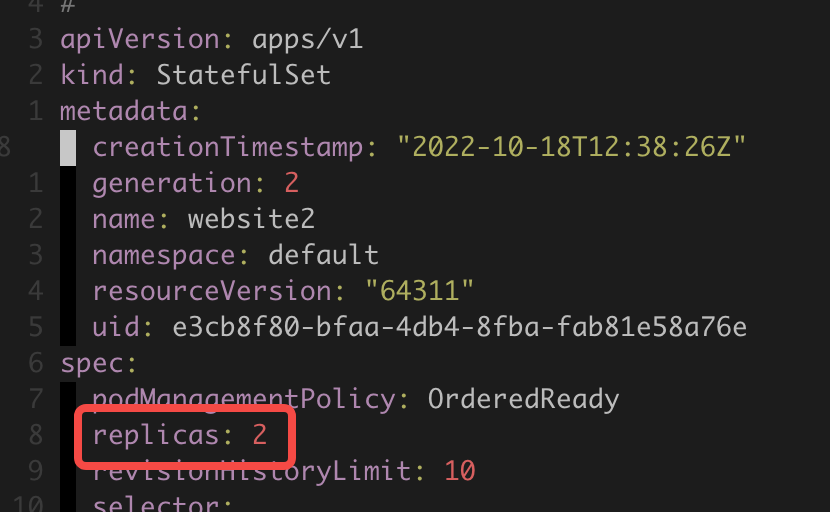 4 #
3 apiVersion: apps/v1
2 kind: StatefulSet
1 metadata:
8 creationTimestamp: "2022-10-18T12:38:26Z"
1 generation: 2
2 name: website2
3 namespace: default
4 resourceVersion: "64311"
5 uid: e3cb8f80-bfaa-4db4-8fba-fab81e58a76e
6 spec:
7 podManagementPolicy: OrderedReady
8 replicas: 2
9 revisionHistoryLimit: 10
10 selector: